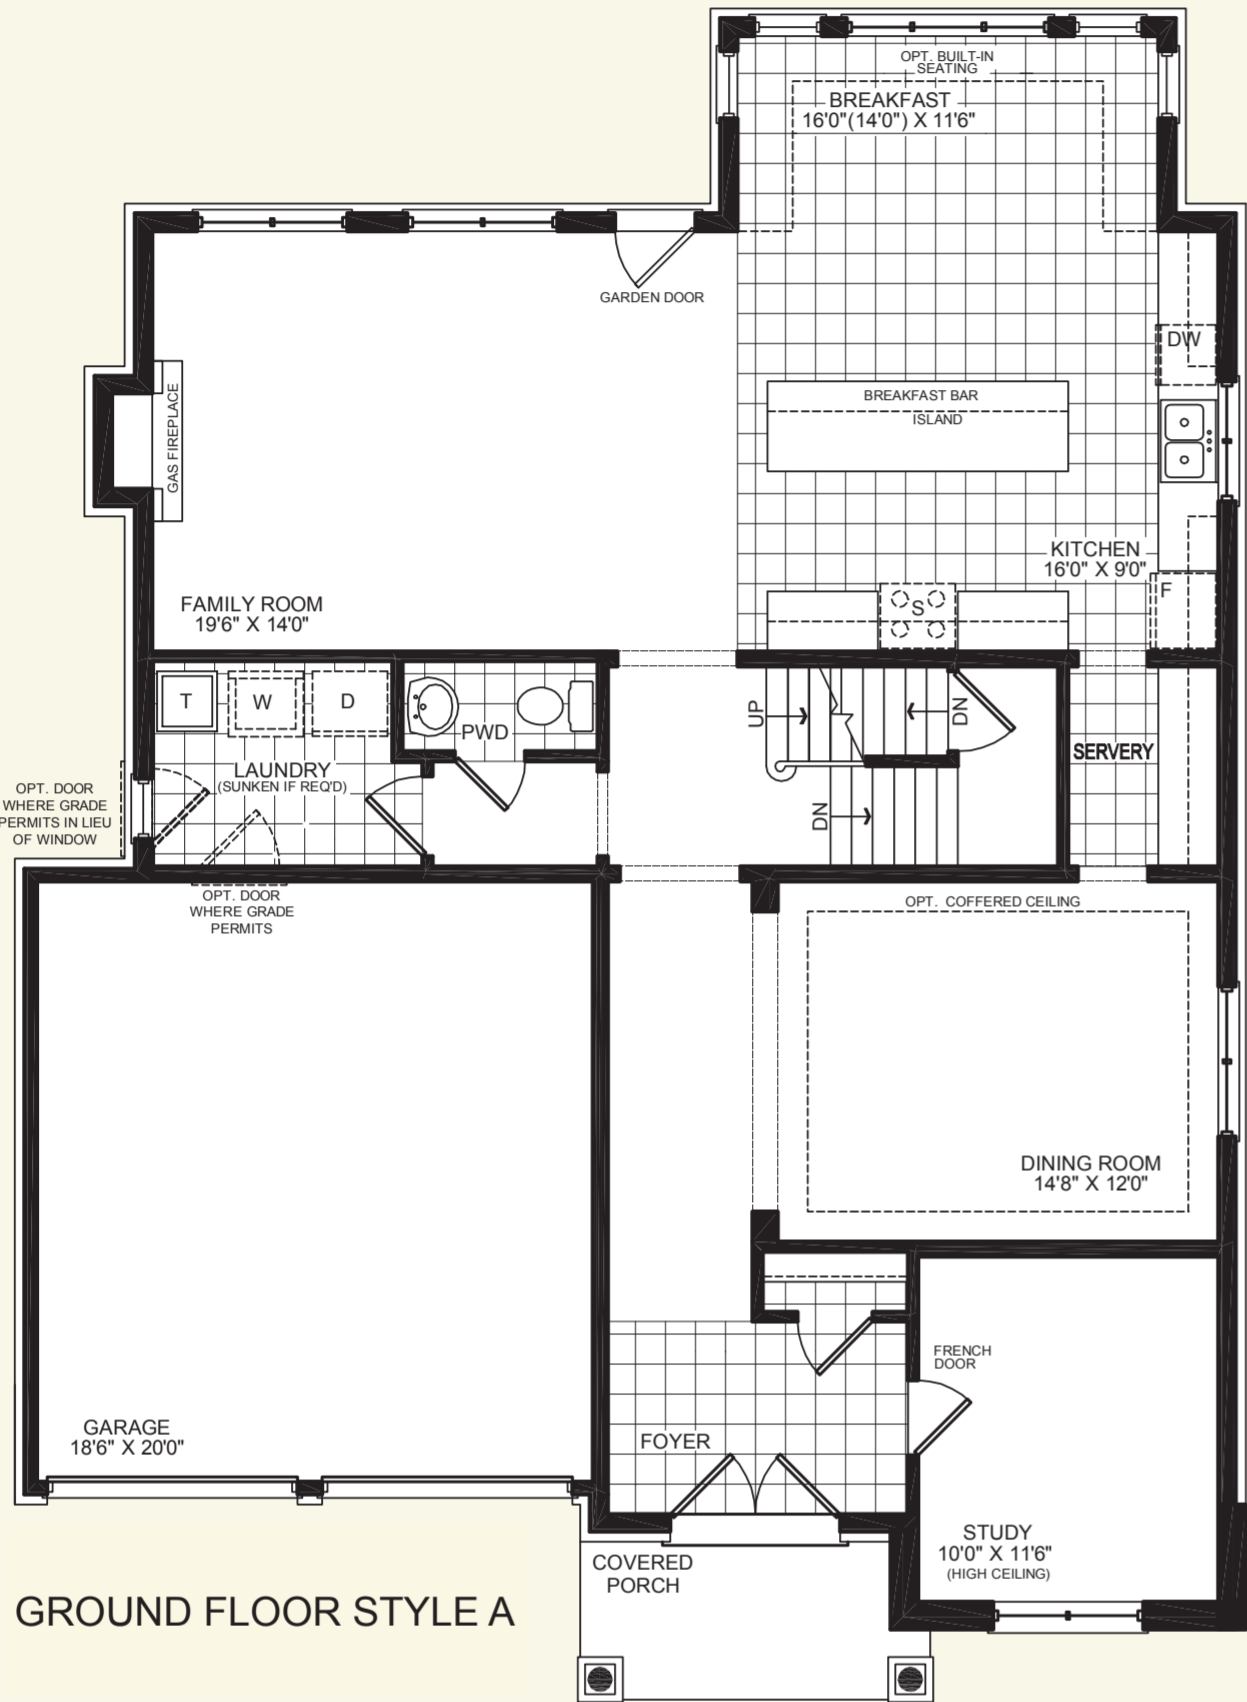 OPT. BUILT-IN
SEATING
BREAKFAST
16'0"(14'0") X 11'6"
GARDEN DOOR
DW
GAS FIREPLACE
BREAKFAST BAR
ISLAND
KITCHEN
16'0" X 9'0"
F
S
FAMILY ROOM
19'6" X 14'0"
T
W
D
PWD
UP
DN
DN
SERVERY
LAUNDRY
(SUNKEN IF REQ'D)
OPT. DOOR
WHERE GRADE
PERMITS IN LIEU
OF WINDOW
OPT. DOOR
WHERE GRADE
PERMITS
OPT. COFFERED CEILING
DINING ROOM
14'8" X 12'0"
FRENCH
DOOR
GARAGE
18'6" X 20'0"
FOYER
STUDY
10'0" X 11'6"
(HIGH CEILING)
COVERED
PORCH
GROUND FLOOR STYLE A